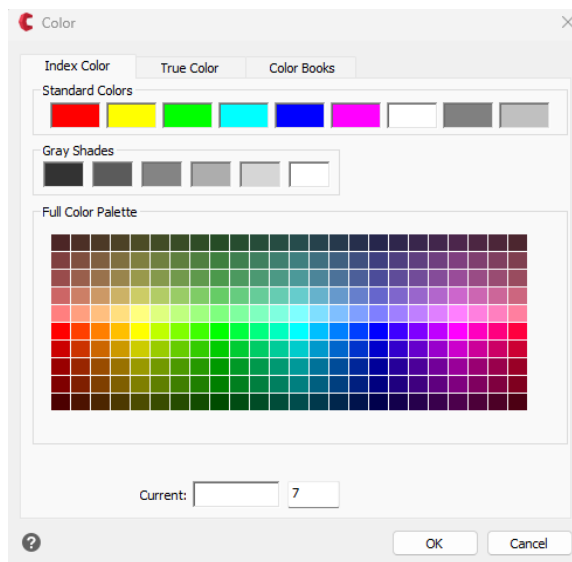 Color
Index Color
True Color
Color Books
Standard Colors
Gray Shades
Full Color Palette
Current:
7
?
OK
Cancel